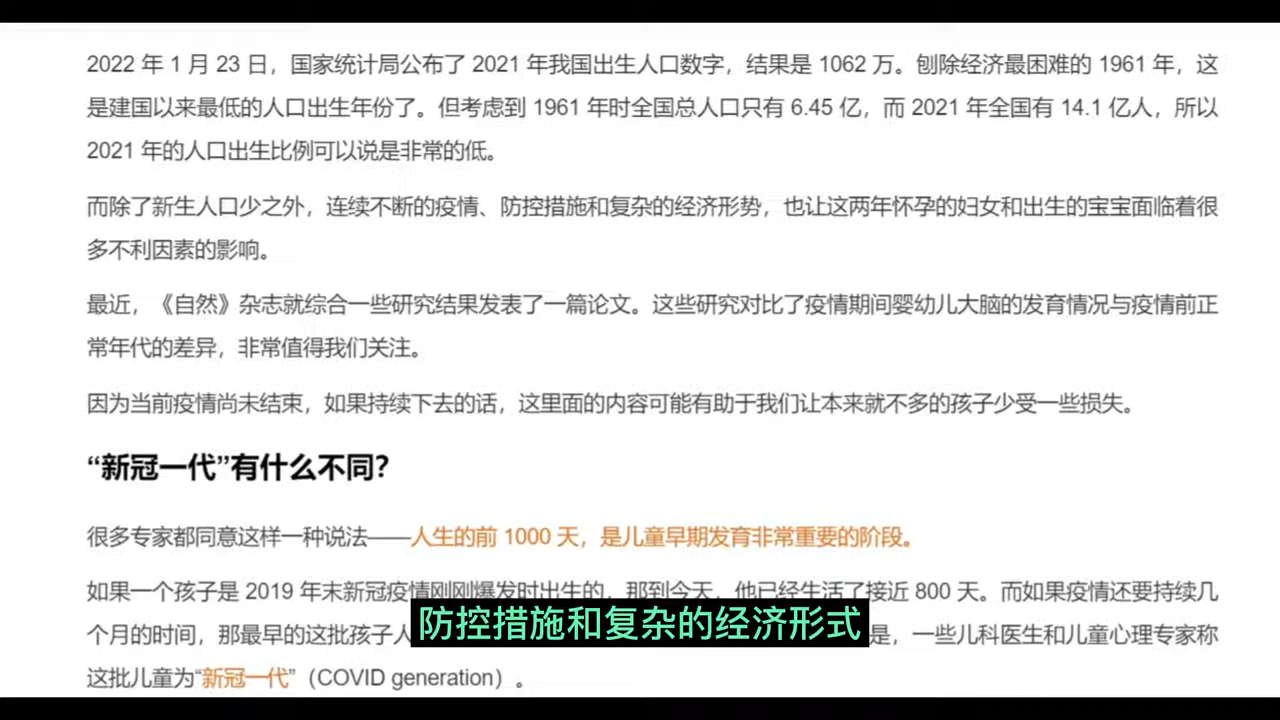 2022 年 1 月 23 日，国家统计局公布了 2021 年我国出生人口数字，结果是 1062 万。刨除经济最困难的 1961 年，这
是建国以来最低的人口出生年份了。但考虑到 1961 年时全国总人口只有 6.45 亿，而 2021 年全国有 14.1 亿人，所以
2021 年的人口出生比例可以说是非常的低。
而除了新生人口少之外，连续不断的疫情、防控措施和复杂的经济形势，也让这两年怀孕的妇女和出生的宝宝面临着很
多不利因素的影响。
最近，《自然》杂志就综合一些研究结果发表了一篇论文。这些研究对比了疫情期间婴幼儿大脑的发育情况与疫情前正
常年代的差异，非常值得我们关注。
因为当前疫情尚未结束，如果持续下去的话，这里面的内容可能有助于我们让本来就不多的孩子少受一些损失。
“新冠一代”有什么不同？
很多专家都同意这样一种说法——人生的前 1000 天，是儿童早期发育非常重要的阶段。
如果一个孩子是 2019 年末新冠疫情刚刚爆发时出生的，那到今天，他已经生活了接近 800 天。而如果疫情还要持续几
个月的时间，那最早的这批孩子人 是，一些儿科医生和儿童心理专家称
防控措施和复杂的经济形式
这批儿童为“新冠一代”（COVID generation）。